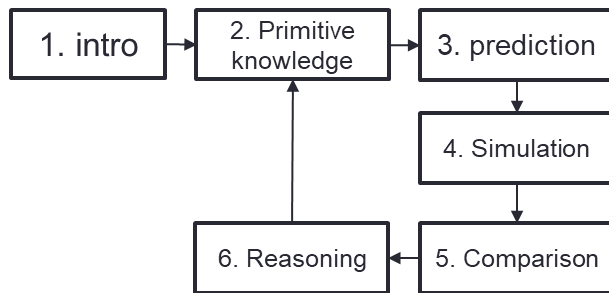 1. intro
2. Primitive
knowledge
3. prediction
4. Simulation
5. Comparison
6. Reasoning